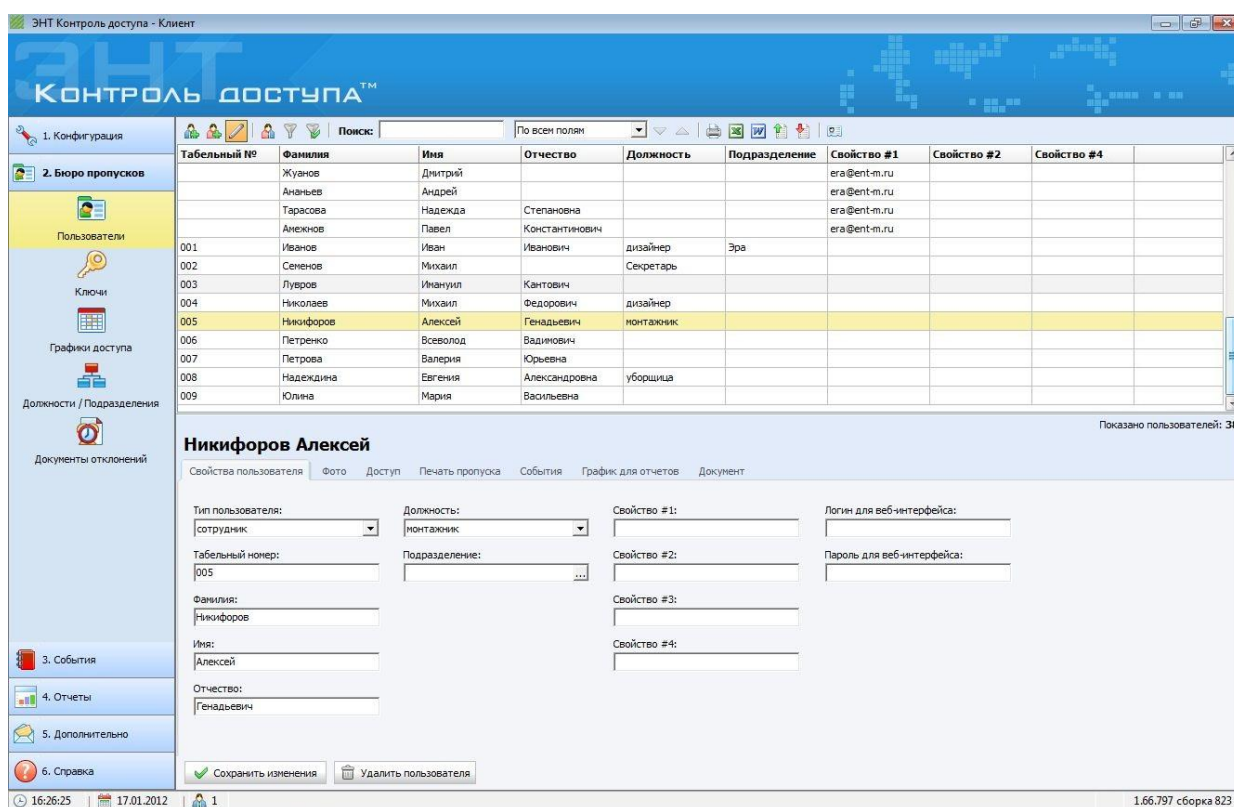 ЭНТ Контроль доступа - Клиент
ЭНТ
КОНТРОЛЬ ДОСТУПА™
1. Конфигурация
2. Бюро пропусков
Пользователи
Ключи
Графики доступа
Должности / Подразделения
Документы отклонений
3. События
4. Отчеты
5. Дополнительно
6. Справка
Поиск: По всем полям
Табельный № Фамилия Имя Отчество Должность Подразделение Свойство #1 Свойство #2 Свойство #4
Жуанов Дмитрий era@ent-m.ru
Ананьев Андрей era@ent-m.ru
Тарасова Надежда Степановна era@ent-m.ru
Анежнов Павел Константинович era@ent-m.ru
001 Иванов Иван Иванович дизайнер Эра
002 Семенов Михаил Секретарь
003 Лувров Имануил Кантович
004 Николаев Михаил Федорович дизайнер
005 Никифоров Алексей Генадьевич монтажник
006 Петренко Всеволод Вадимович
007 Петрова Валерия Юрьевна
008 Надеждина Евгения Александровна уборщица
009 Юлина Мария Васильевна
Показано пользователей: 38
Никифоров Алексей
Свойства пользователя Фото Доступ Печать пропуска События График для отчетов Документ
Тип пользователя: Должность: Свойство #1: Логин для веб-интерфейса:
сотрудник монтажник
Табельный номер: Подразделение: Свойство #2: Пароль для веб-интерфейса:
005 ...
Фамилия: Свойство #3:
Никифоров
Имя: Свойство #4:
Алексей
Отчество:
Генадьевич
Сохранить изменения Удалить пользователя
16:26:25 17.01.2012 1 1.66.797 сборка 823